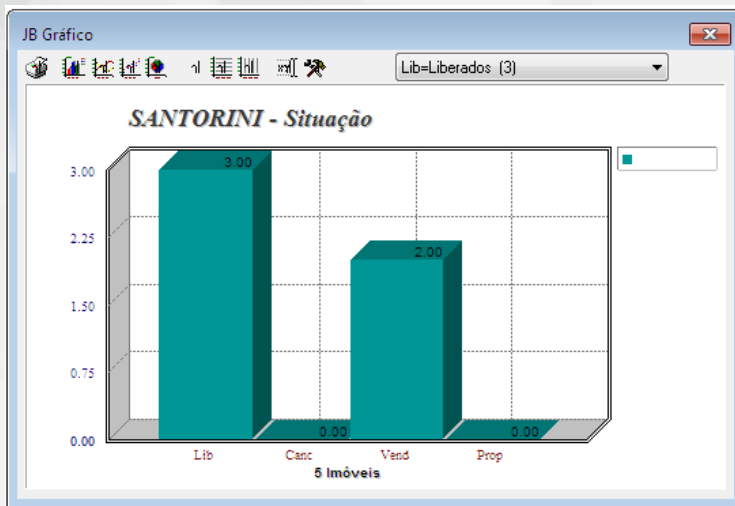 JB Gráfico
Lib=Liberados (3)
SANTORINI - Situação
3.00
2.25
1.50
0.75
0.00
3.00
0.00
2.00
0.00
Lib Canc Vend Prop
5 Imóveis